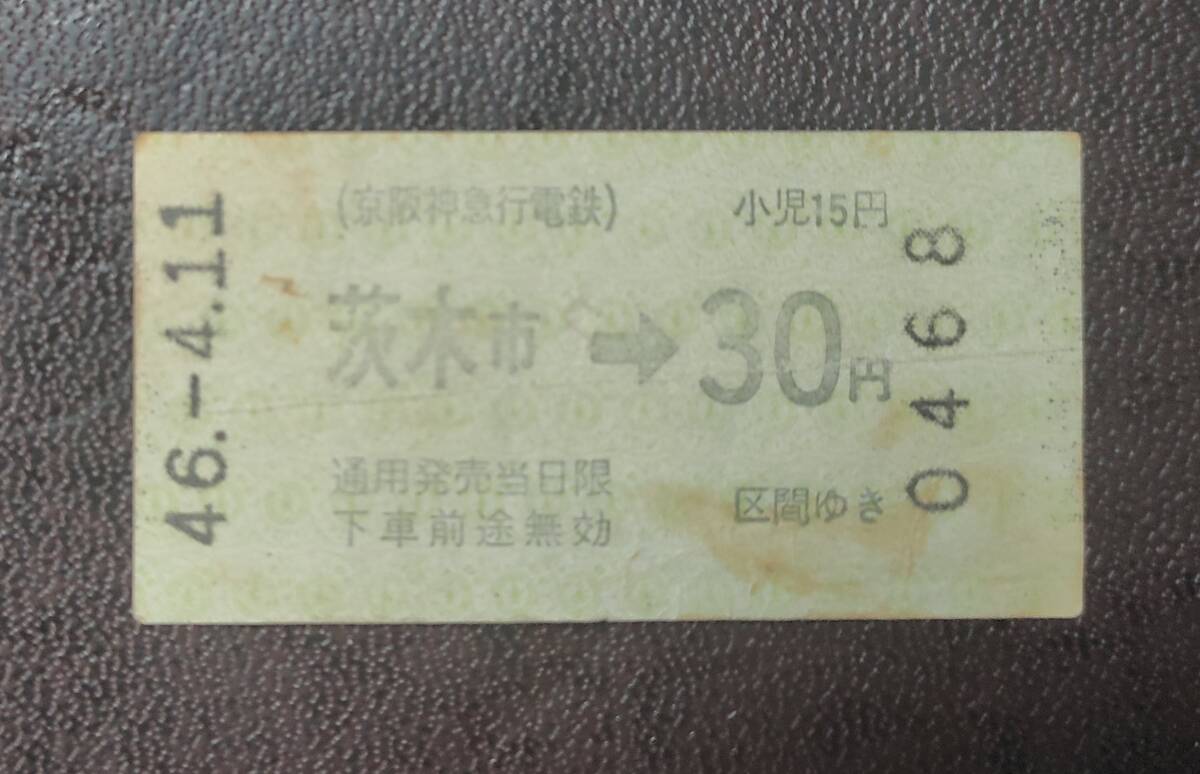 46.-4.11
(京阪神急行電鉄)
小児15円
茨木市➡30円
通用発売当日限
下車前途無効
区間ゆき
0468